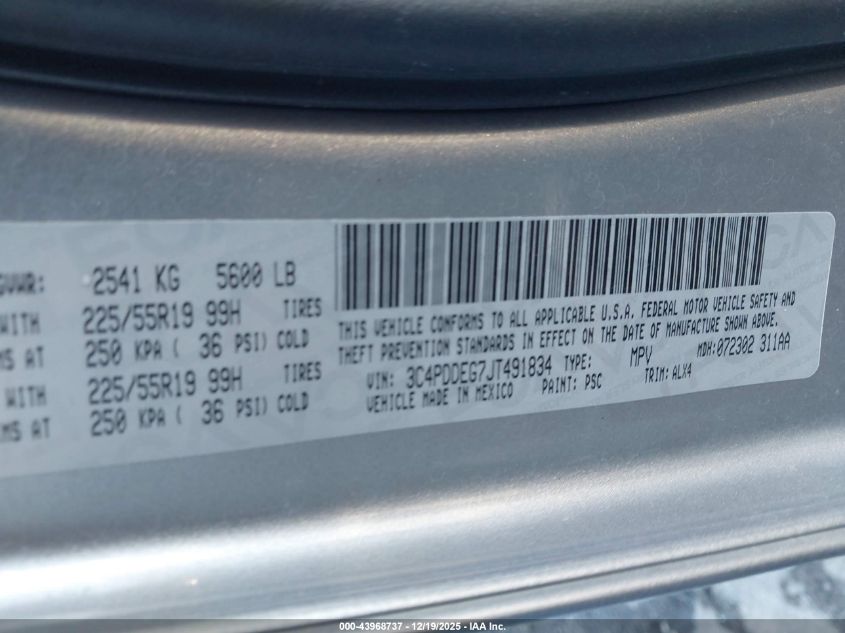 GVWR: 2541 KG 5600 LB
WITH 225/55R19 99H TIRES
MS AT 250 KPA ( 36 PSI) COLD
WITH 225/55R19 99H TIRES
MS AT 250 KPA ( 36 PSI) COLD
THIS VEHICLE CONFORMS TO ALL APPLICABLE U.S.A. FEDERAL MOTOR VEHICLE SAFETY AND
THEFT PREVENTION STANDARDS IN EFFECT ON THE DATE OF MANUFACTURE SHOWN ABOVE.
VIN: 3C4PDDEG7JT491834 TYPE: MPV MDH: 072302 311AA
VEHICLE MADE IN MEXICO PAINT: PSC TRIM: ALX4
000-43968737 - 12/19/2025 - IAA Inc.